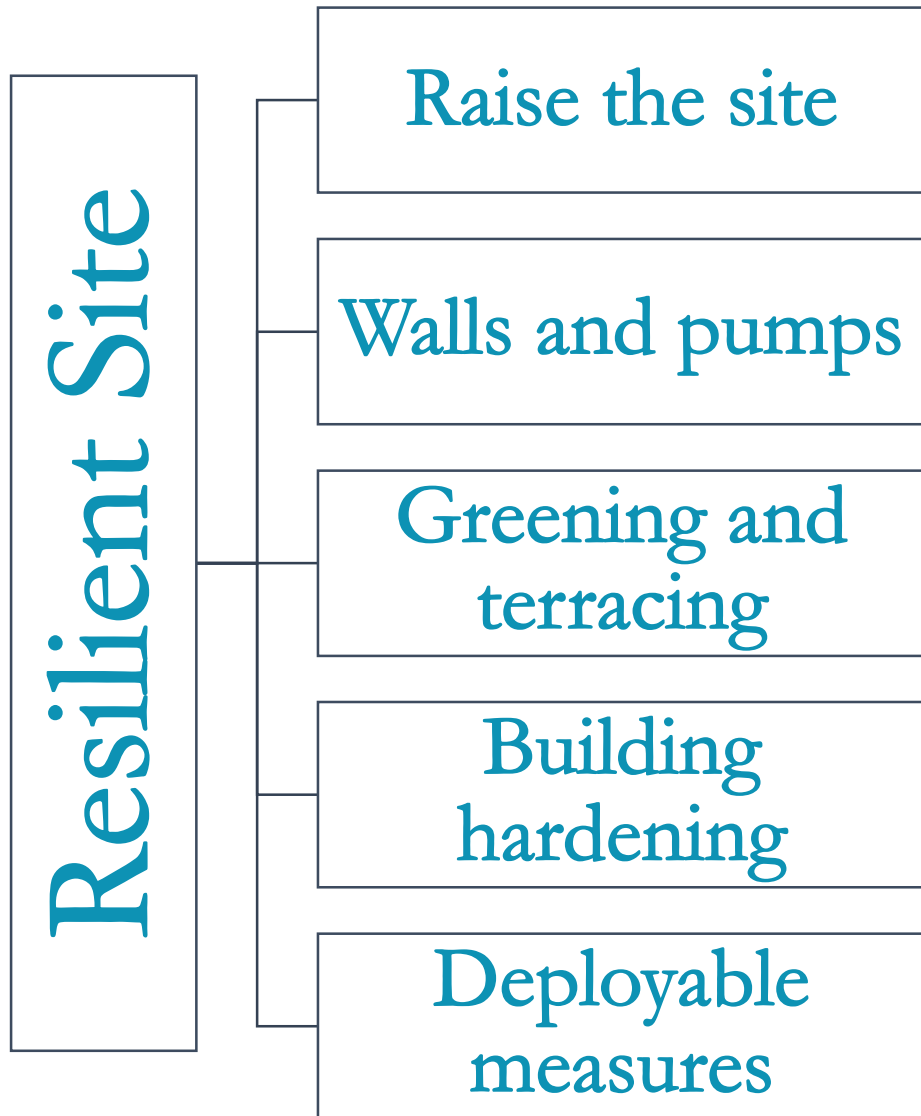 Resilient Site
Raise the site
Walls and pumps
Greening and
terracing
Building
hardening
Deployable
measures